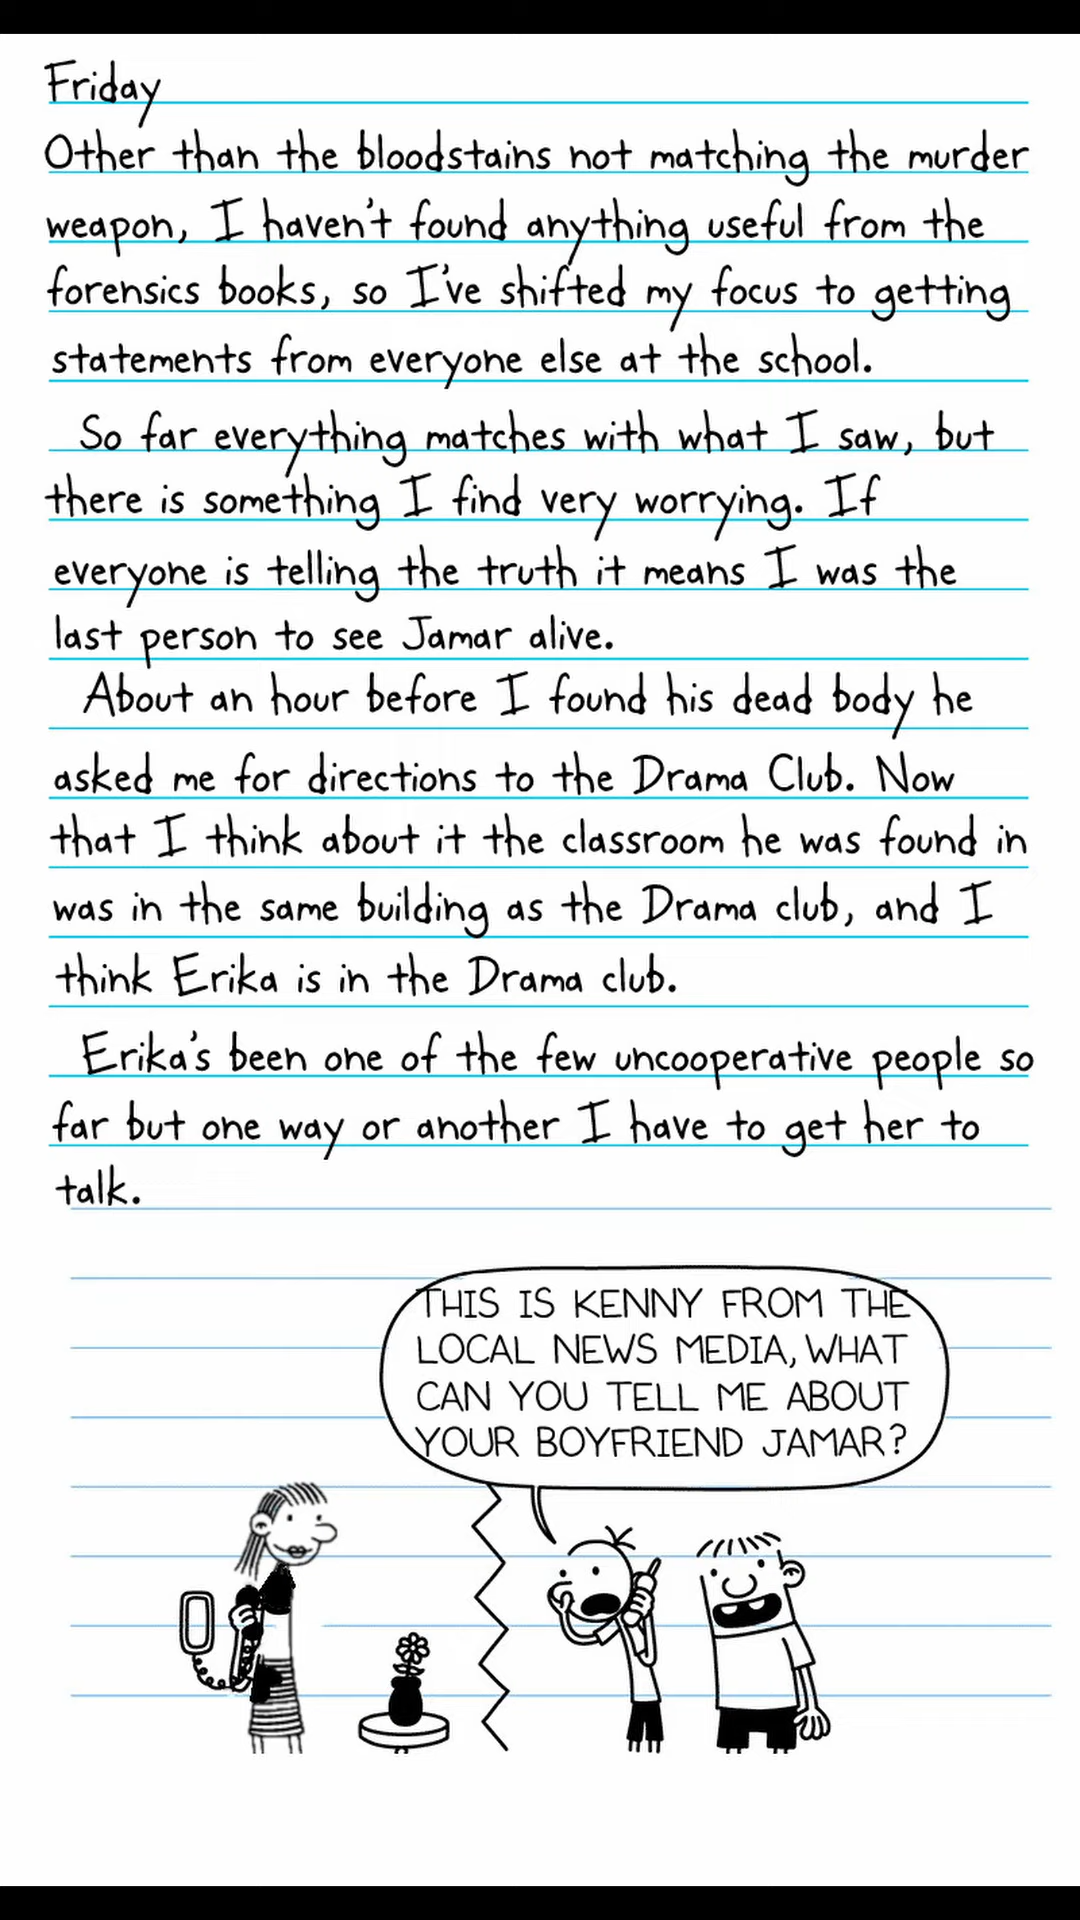 Friday
Other than the bloodstains not matching the murder
weapon, I haven't found anything useful from the
forensics books, so I've shifted my focus to getting
statements from everyone else at the school.
So far everything matches with what I saw, but
there is something I find very worrying. If
everyone is telling the truth it means I was the
last person to see Jamar alive.
About an hour before I found his dead body he
asked me for directions to the Drama Club. Now
that I think about it the classroom he was found in
was in the same building as the Drama club, and I
think Erika is in the Drama club.
Erika's been one of the few uncooperative people so
far but one way or another I have to get her to
talk.
THIS IS KENNY FROM THE
LOCAL NEWS MEDIA, WHAT
CAN YOU TELL ME ABOUT
YOUR BOYFRIEND JAMAR?